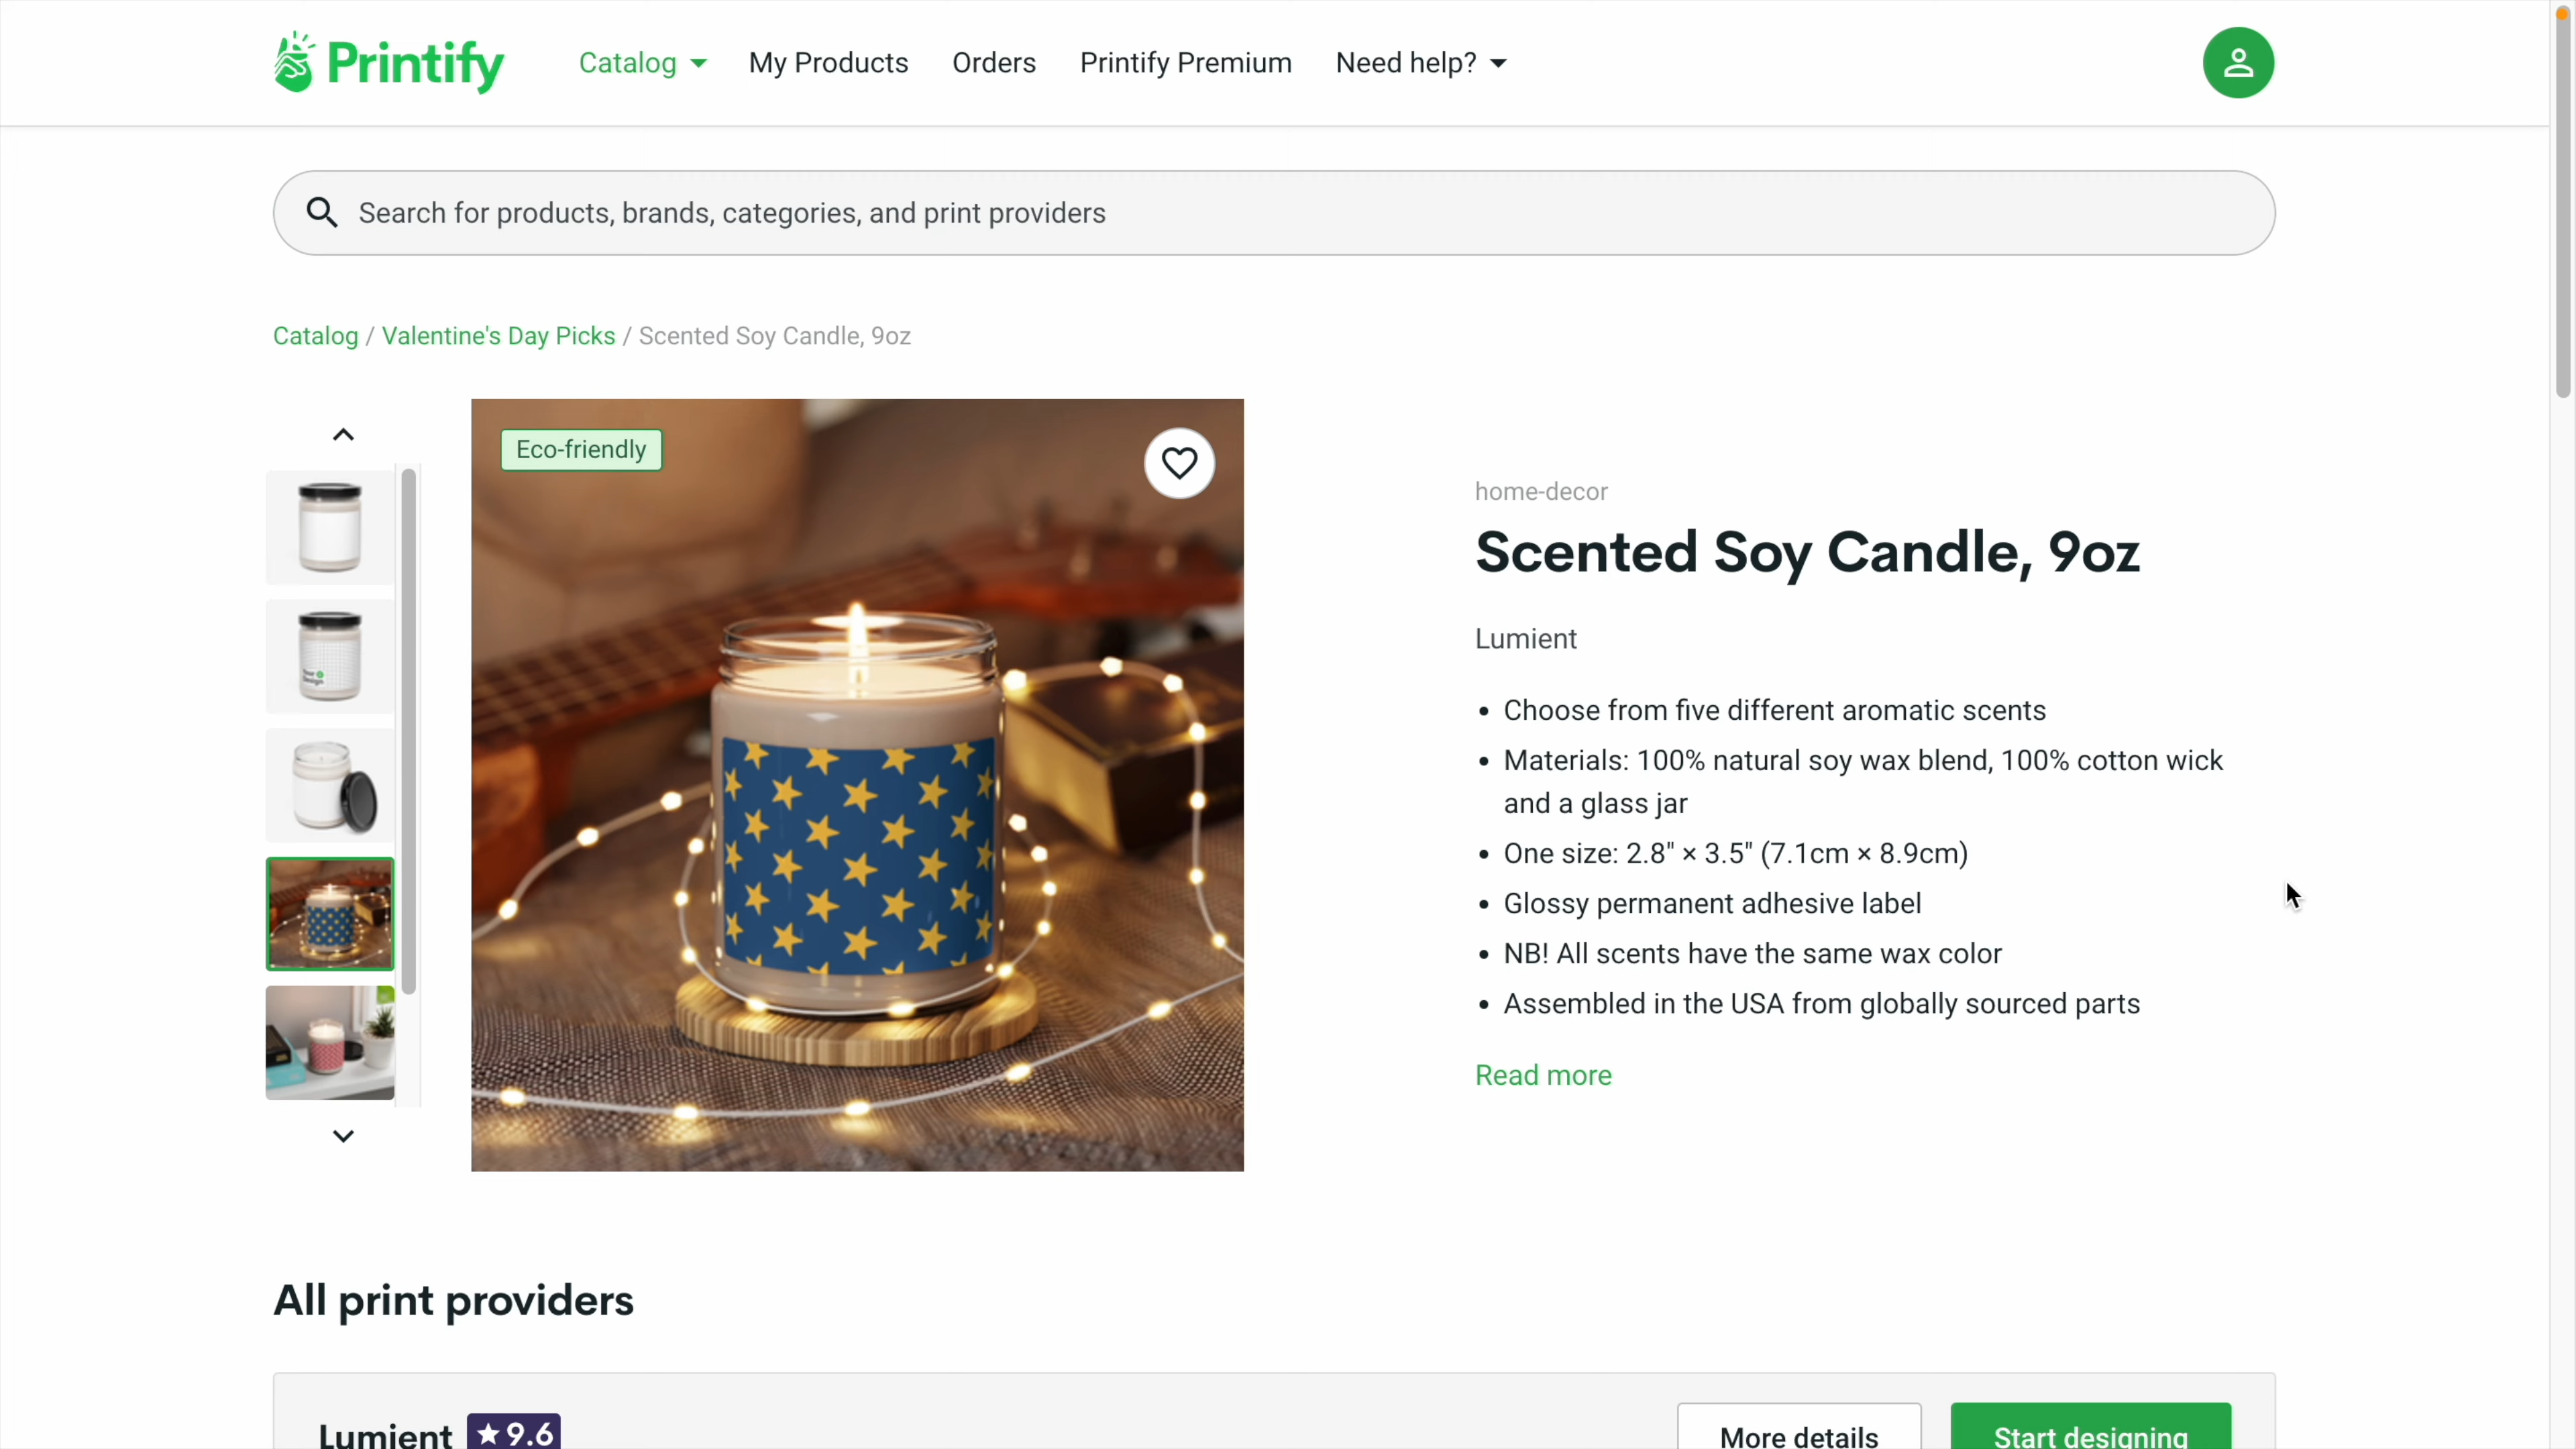 Printify
Catalog
My Products
Orders
Printify Premium
Need help?
Search for products, brands, categories, and print providers
Catalog / Valentine's Day Picks / Scented Soy Candle, 9oz
Eco-friendly
home-decor
Scented Soy Candle, 9oz
Lumient
Choose from five different aromatic scents
Materials: 100% natural soy wax blend, 100% cotton wick
and a glass jar
One size: 2.8" × 3.5" (7.1cm × 8.9cm)
Glossy permanent adhesive label
NB! All scents have the same wax color
Assembled in the USA from globally sourced parts
Read more
Your
Design
All print providers
Lumient
9.6
More details
Start designing